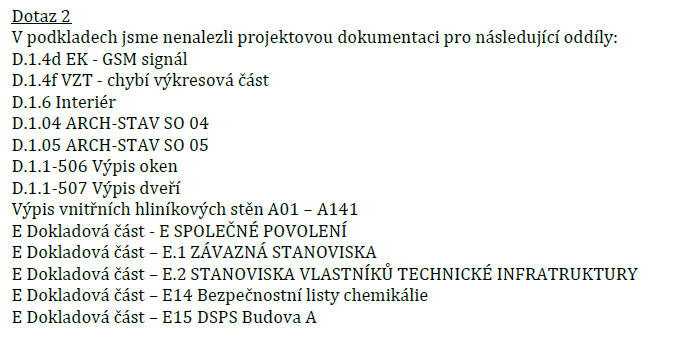 Dotaz 2
V podkladech jsme nenalezli projektovou dokumentaci pro následující oddíly:
D.1.4d EK - GSM signál
D.1.4f VZT - chybí výkresová část
D.1.6 Interiér
D.1.04 ARCH-STAV SO 04
D.1.05 ARCH-STAV SO 05
D.1.1-506 Výpis oken
D.1.1-507 Výpis dveří
Výpis vnitřních hliníkových stěn A01 – A141
E Dokladová část - E SPOLEČNÉ POVOLENÍ
E Dokladová část – E.1 ZÁVAZNÁ STANOVISKA
E Dokladová část – E.2 STANOVISKA VLASTNÍKŮ TECHNICKÉ INFRATRUKTURY
E Dokladová část – E14 Bezpečnostní listy chemikálie
E Dokladová část – E15 DSPS Budova A